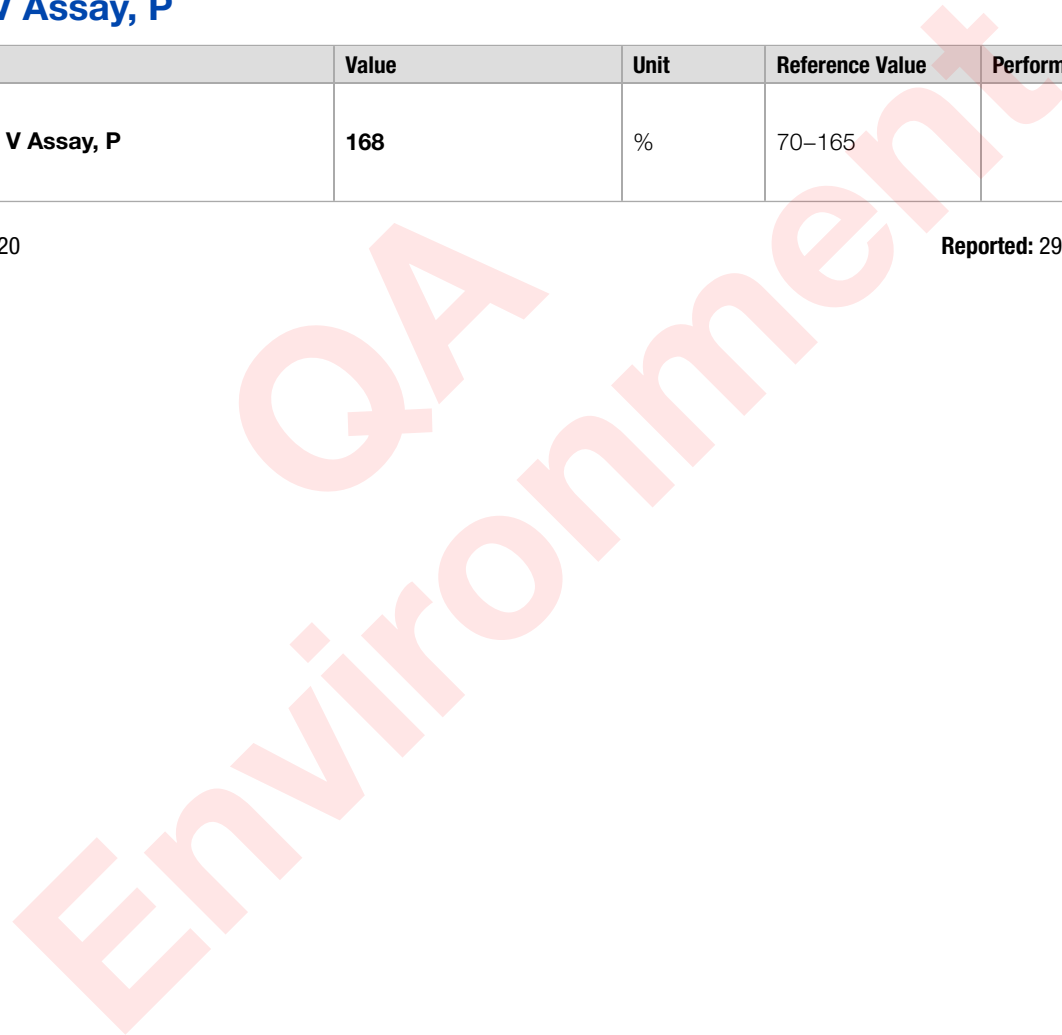 V Assay, P
Value Unit Reference Value Perform
V Assay, P 168 % 70–165
20 Reported: 29
QA
Environment